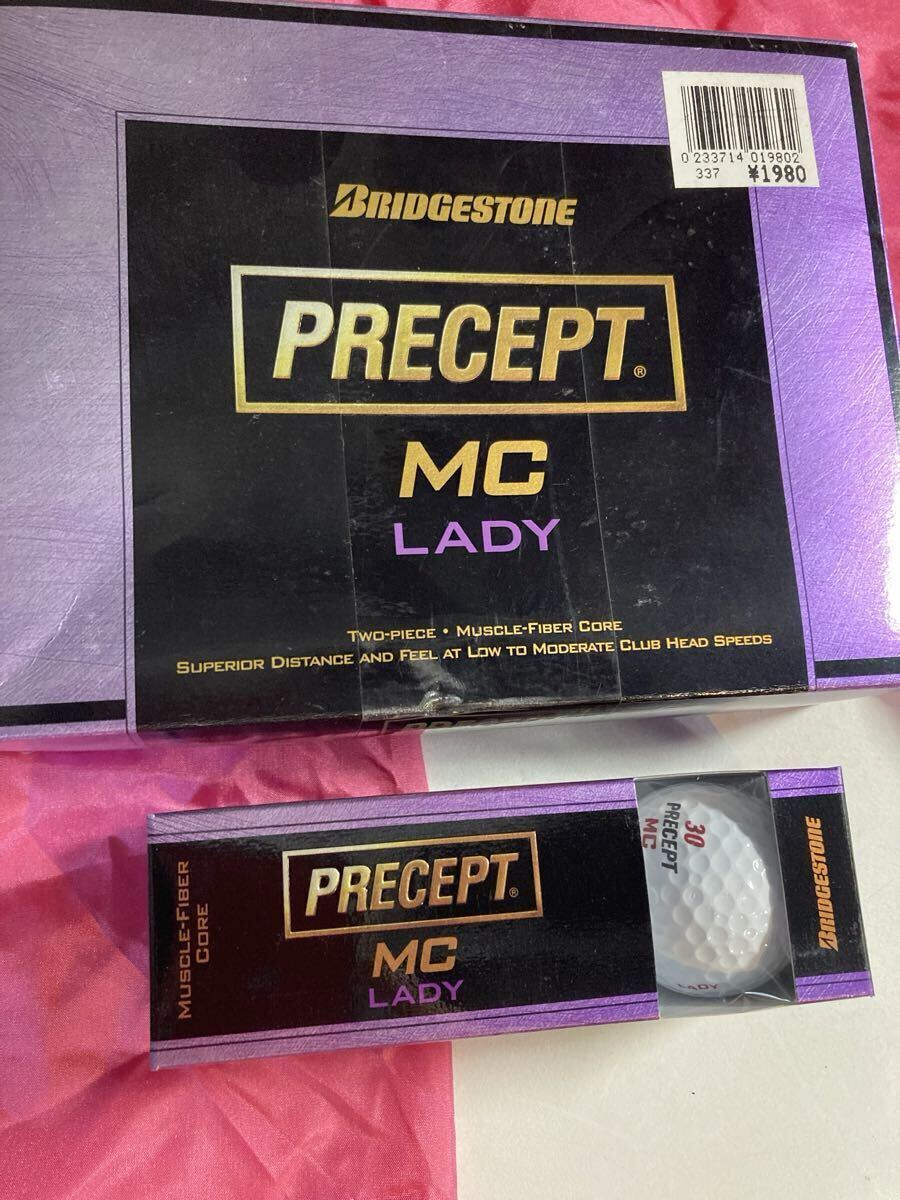 0 233714 019802
337 ¥1980
BRIDGESTONE
PRECEPT®
MC
LADY
TWO-PIECE • MUSCLE-FIBER CORE
SUPERIOR DISTANCE AND FEEL AT LOW TO MODERATE CLUB HEAD SPEEDS
MUSCLE-FIBER
CORE
PRECEPT®
MC
LADY
30
PRECEPT
MC
LADY
BRIDGESTONE